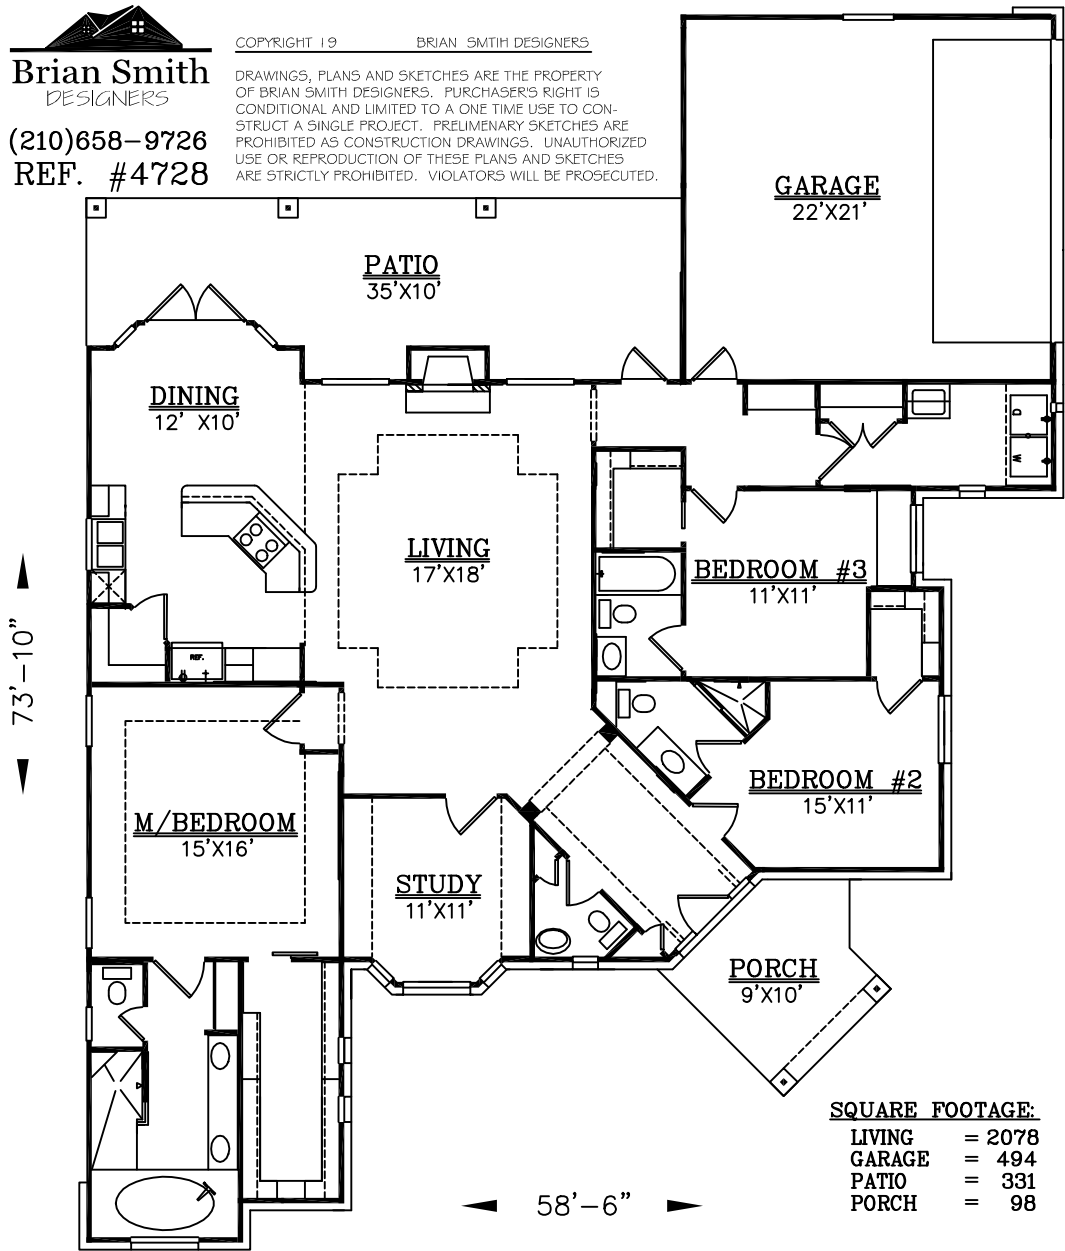 Brian Smith
DESIGNERS
(210)658-9726
REF. #4728
COPYRIGHT 19 BRIAN SMTIH DESIGNERS
DRAWINGS, PLANS AND SKETCHES ARE THE PROPERTY
OF BRIAN SMITH DESIGNERS. PURCHASER'S RIGHT IS
CONDITIONAL AND LIMITED TO A ONE TIME USE TO CON-
STRUCT A SINGLE PROJECT. PRELIMENARY SKETCHES ARE
PROHIBITED AS CONSTRUCTION DRAWINGS. UNAUTHORIZED
USE OR REPRODUCTION OF THESE PLANS AND SKETCHES
ARE STRICTLY PROHIBITED. VIOLATORS WILL BE PROSECUTED.
GARAGE
22'X21'
PATIO
35'X10'
DINING
12' X10'
D
W
LIVING
17'X18'
BEDROOM #3
11'X11'
REF.
73'-10"
BEDROOM #2
15'X11'
M/BEDROOM
15'X16'
STUDY
11'X11'
PORCH
9'X10'
SQUARE FOOTAGE:
LIVING = 2078
GARAGE = 494
PATIO = 331
PORCH = 98
58'-6"